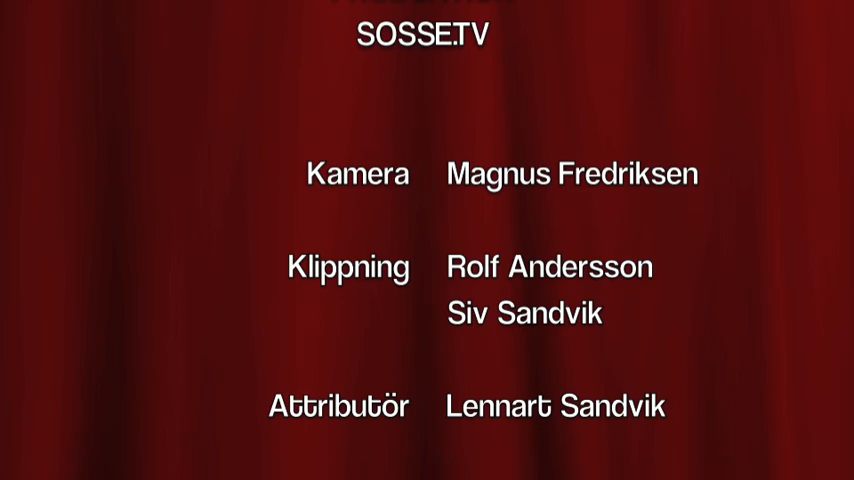 SOSSE.TV
Kamera Magnus Fredriksen
Klippning Rolf Andersson
Siv Sandvik
Attributör Lennart Sandvik